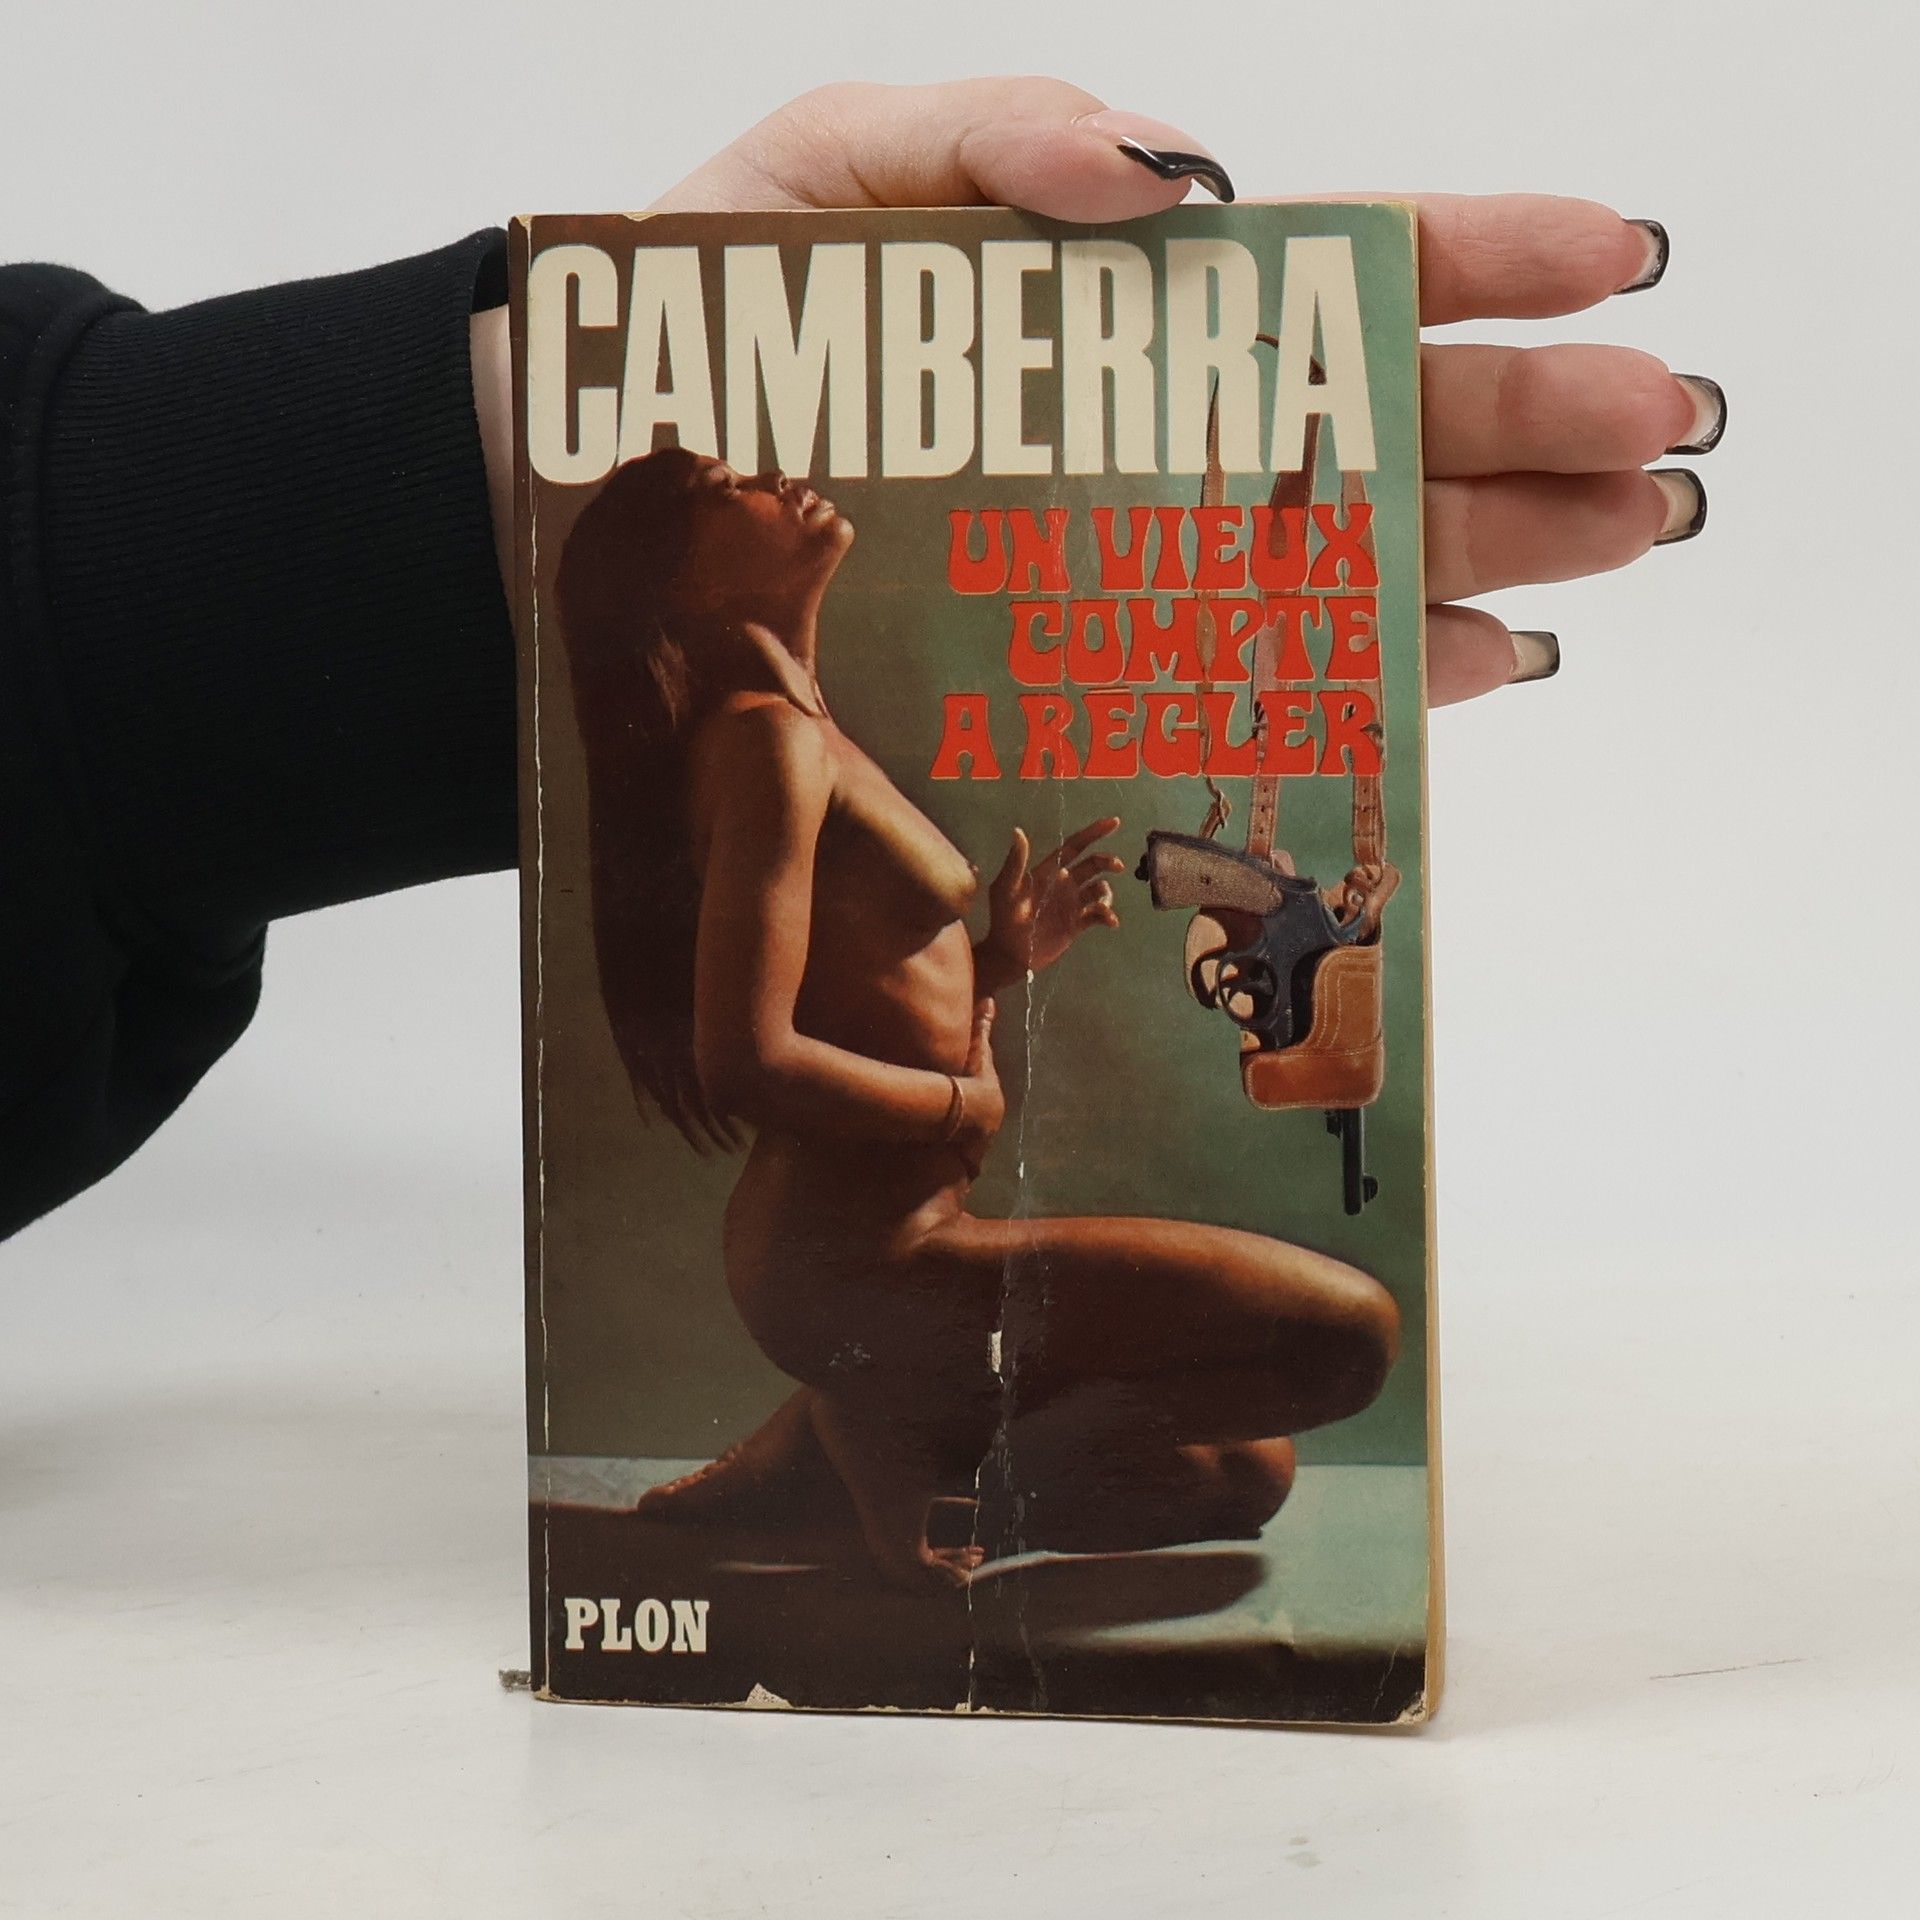 CAMBERRA
UN VIEUX
COMPTE
A RÉGLER
PLON